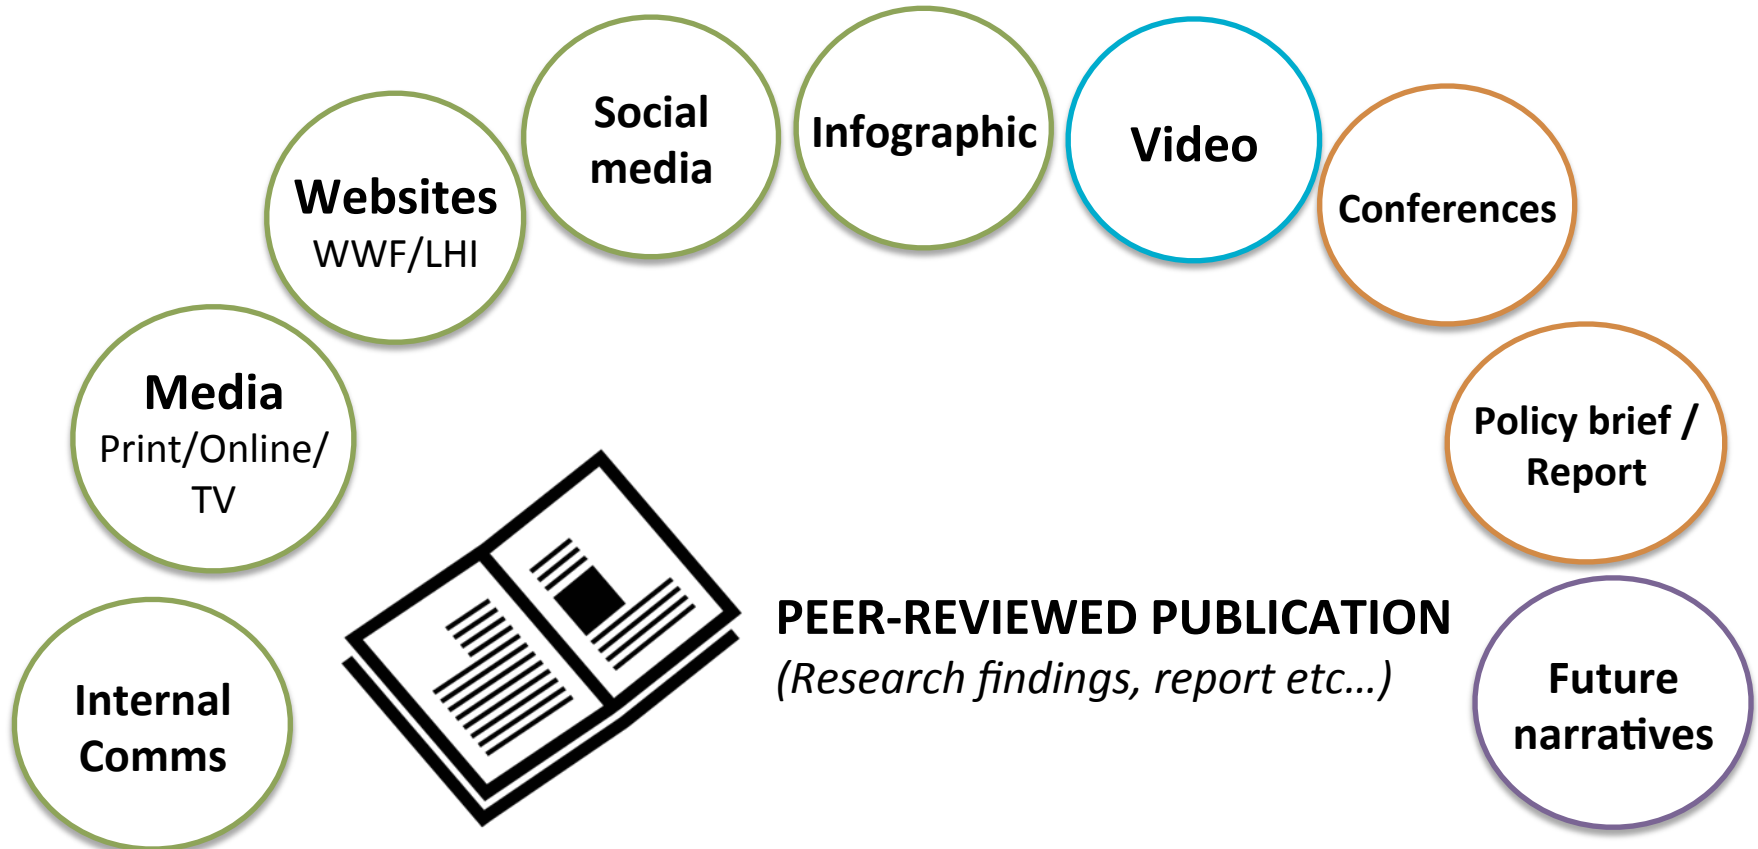 Internal
Comms
Media
Print/Online/
TV
Websites
WWF/LHI
Social
media
Infographic
Video
Conferences
Policy brief /
Report
Future
narratives
PEER-REVIEWED PUBLICATION
(Research findings, report etc...)